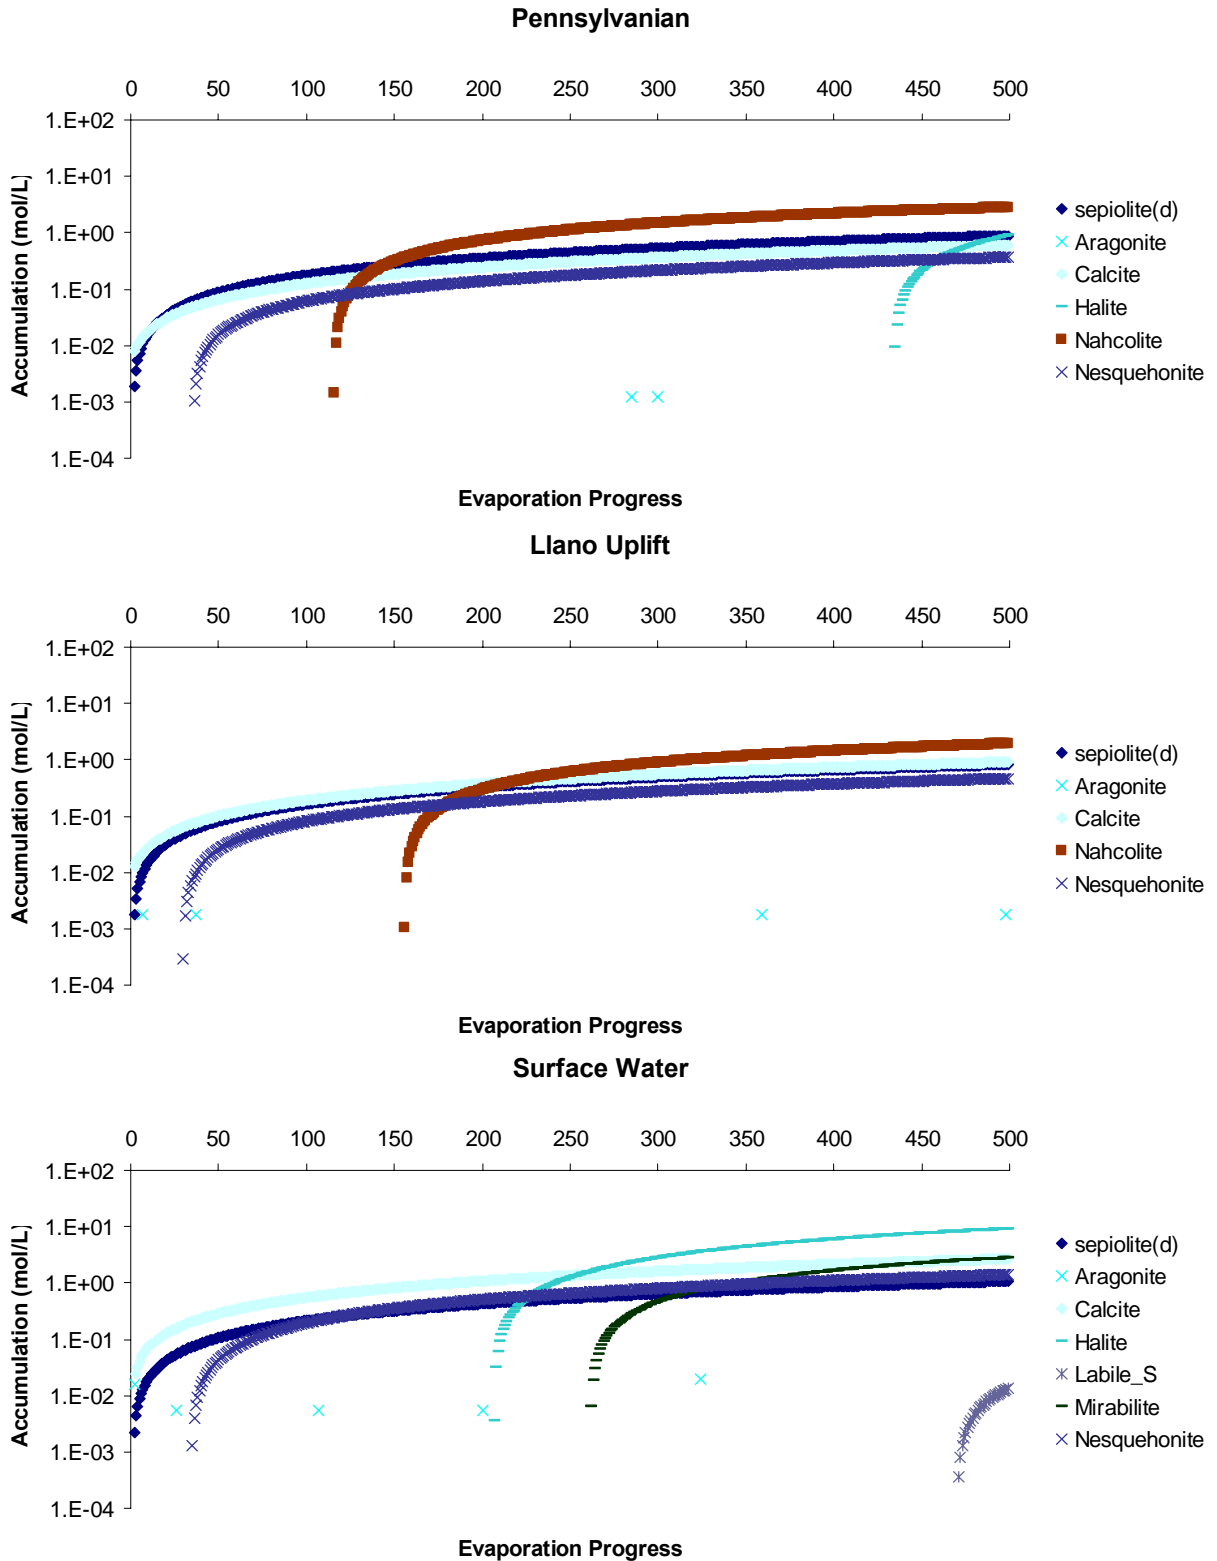 Pennsylvanian
0 50 100 150 200 250 300 350 400 450 500
1.E+02
1.E+01
1.E+00
1.E-01
1.E-02
1.E-03
1.E-04
Accumulation (mol/L)
sepiolite(d)
Aragonite
Calcite
Halite
Nahcolite
Nesquehonite
Evaporation Progress
Llano Uplift
0 50 100 150 200 250 300 350 400 450 500
1.E+02
1.E+01
1.E+00
1.E-01
1.E-02
1.E-03
1.E-04
Accumulation (mol/L)
sepiolite(d)
Aragonite
Calcite
Nahcolite
Nesquehonite
Evaporation Progress
Surface Water
0 50 100 150 200 250 300 350 400 450 500
1.E+02
1.E+01
1.E+00
1.E-01
1.E-02
1.E-03
1.E-04
Accumulation (mol/L)
sepiolite(d)
Aragonite
Calcite
Halite
Labile_S
Mirabilite
Nesquehonite
Evaporation Progress